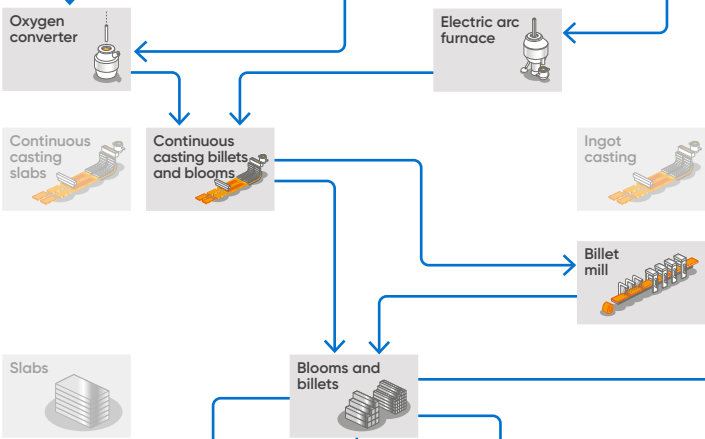 Oxygen
converter
Electric arc
furnace
Continuous
casting
slabs
Continuous
casting billets
and blooms
Ingot
casting
Billet
mill
Slabs
Blooms and
billets